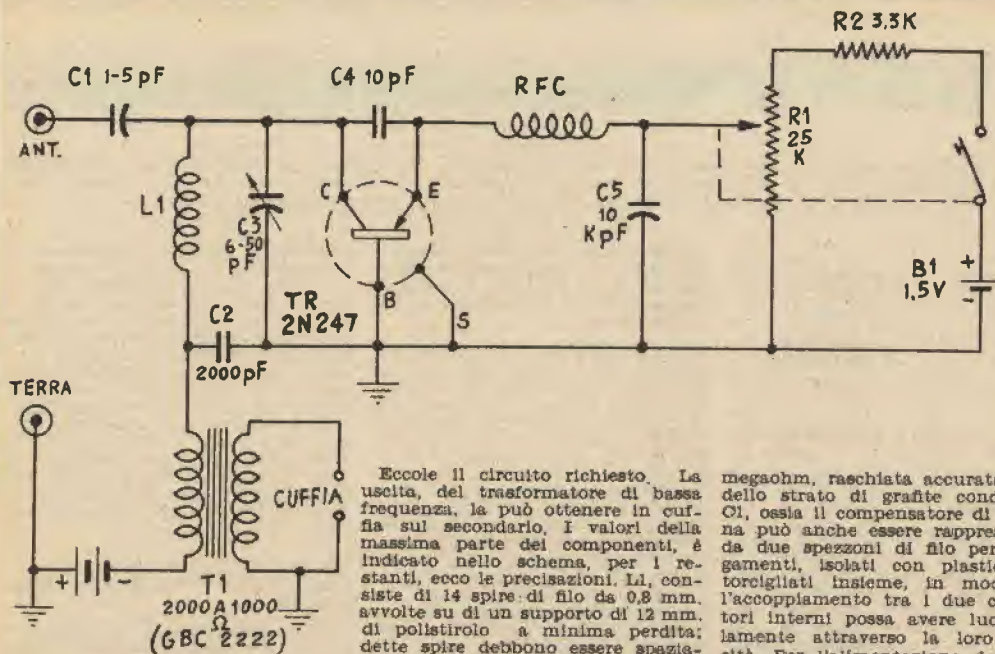 R2 3,3K
C1 1-5 pF
C4 10 pF
RFC
ANT.
R1
25
K
L1
C
E
C3
6-50
pF
C5
10
KpF
B1
1,5V
+
-
TR
2N247
B
S
C2
2000pF
TERRA
CUFFIA
+
-
T1
2000 A 1000
Ω
(GBC 2222)
Eccole il circuito richiesto. La
uscita, del trasformatore di bassa
frequenza, la può ottenere in cuf-
fia sul secondario, I valori della
massima parte dei componenti, è
indicato nello schema, per i re-
stanti, ecco le precisazioni. L1, con-
siste di 14 spire di filo da 0,8 mm.
avvolte su di un supporto di 12 mm.
di polistirolo a minima perdita;
dette spire debbono essere spazia-
megaohm, raschiata accurat
dello strato di grafite cond
C1, ossia il compensatore di
na può anche essere rappre
da due spezzoni di filo per
gamenti, isolati con plasti
torcigliati insieme, in mod
l'accoppiamento tra i due c
tori interni possa avere luo
lamente attraverso la loro
sità. Per l'alimentazione d